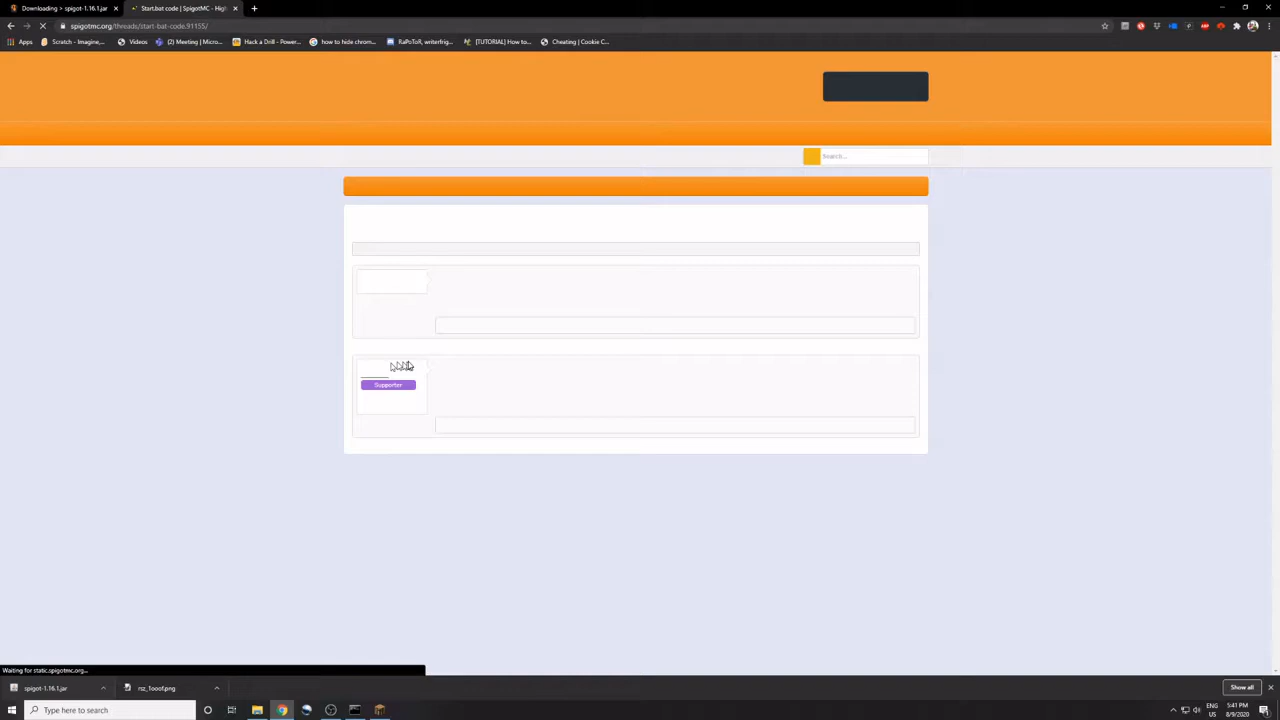 Downloading > spigot-1.16.1.jar
Start.bat code | SpigotMC - High
spigotmc.org/threads/start-bat-code.91155/
Apps
Scratch - Imagine,...
Videos
(2) Meeting | Micro...
Hack a Drill - Power...
how to hide chrom...
RaPoToR, writerfrig...
[TUTORIAL] How to...
Cheating | Cookie C...
Search...
Supporter
Waiting for static.spigotmc.org...
spigot-1.16.1.jar
rsz_1ooof.png
Show all
Type here to search
ENG
US
5:41 PM
8/9/2020